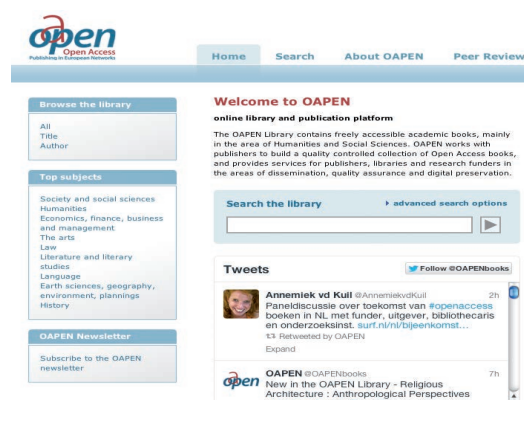 open
Open Access
Publishing in European Networks
Home Search About OAPEN Peer Review
Browse the library
All
Title
Author
Top subjects
Society and social sciences
Humanities
Economics, finance, business
and management
The arts
Law
Literature and literary
studies
Language
Earth sciences, geography,
environment, plannings
History
OAPEN Newsletter
Subscribe to the OAPEN
newsletter
Welcome to OAPEN
online library and publication platform
The OAPEN Library contains freely accessible academic books, mainly
in the area of Humanities and Social Sciences. OAPEN works with
publishers to build a quality controlled collection of Open Access books,
and provides services for publishers, libraries and research funders in
the areas of dissemination, quality assurance and digital preservation.
Search the library advanced search options
Tweets Follow @OAPENbooks
Annemiek vd Kuil @AnnemiekvdKuil 2h
Paneldiscussie over toekomst van #openaccess
boeken in NL met funder, uitgever, bibliothecaris
en onderzoeksinst. surf.nl/nl/bijeenkomst...
Retweeted by OAPEN
Expand
open
OAPEN @OAPENbooks 7h
New in the OAPEN Library - Religious
Architecture : Anthropological Perspectives